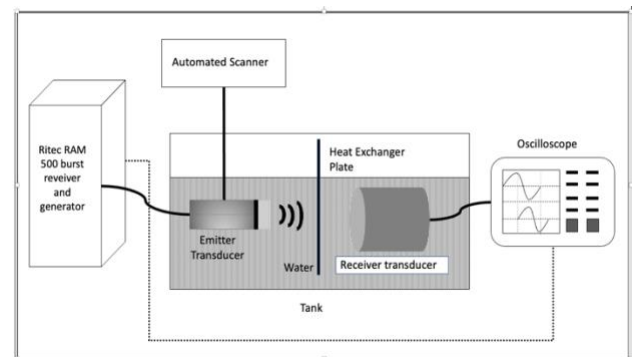 Automated Scanner
Ritec RAM
500 burst
reveiver
and
generator
Heat Exchanger
Plate
Oscilloscope
Emitter
Transducer
Water
Receiver transducer
Tank